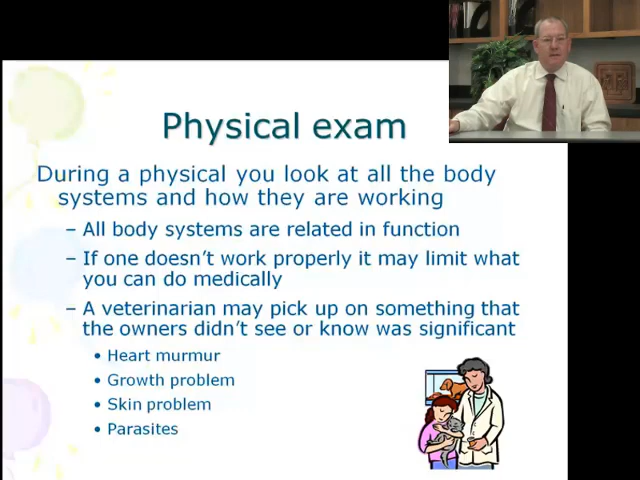 Physical exam
During a physical you look at all the body
systems and how they are working
– All body systems are related in function
– If one doesn't work properly it may limit what
you can do medically
– A veterinarian may pick up on something that
the owners didn't see or know was significant
• Heart murmur
• Growth problem
• Skin problem
• Parasites